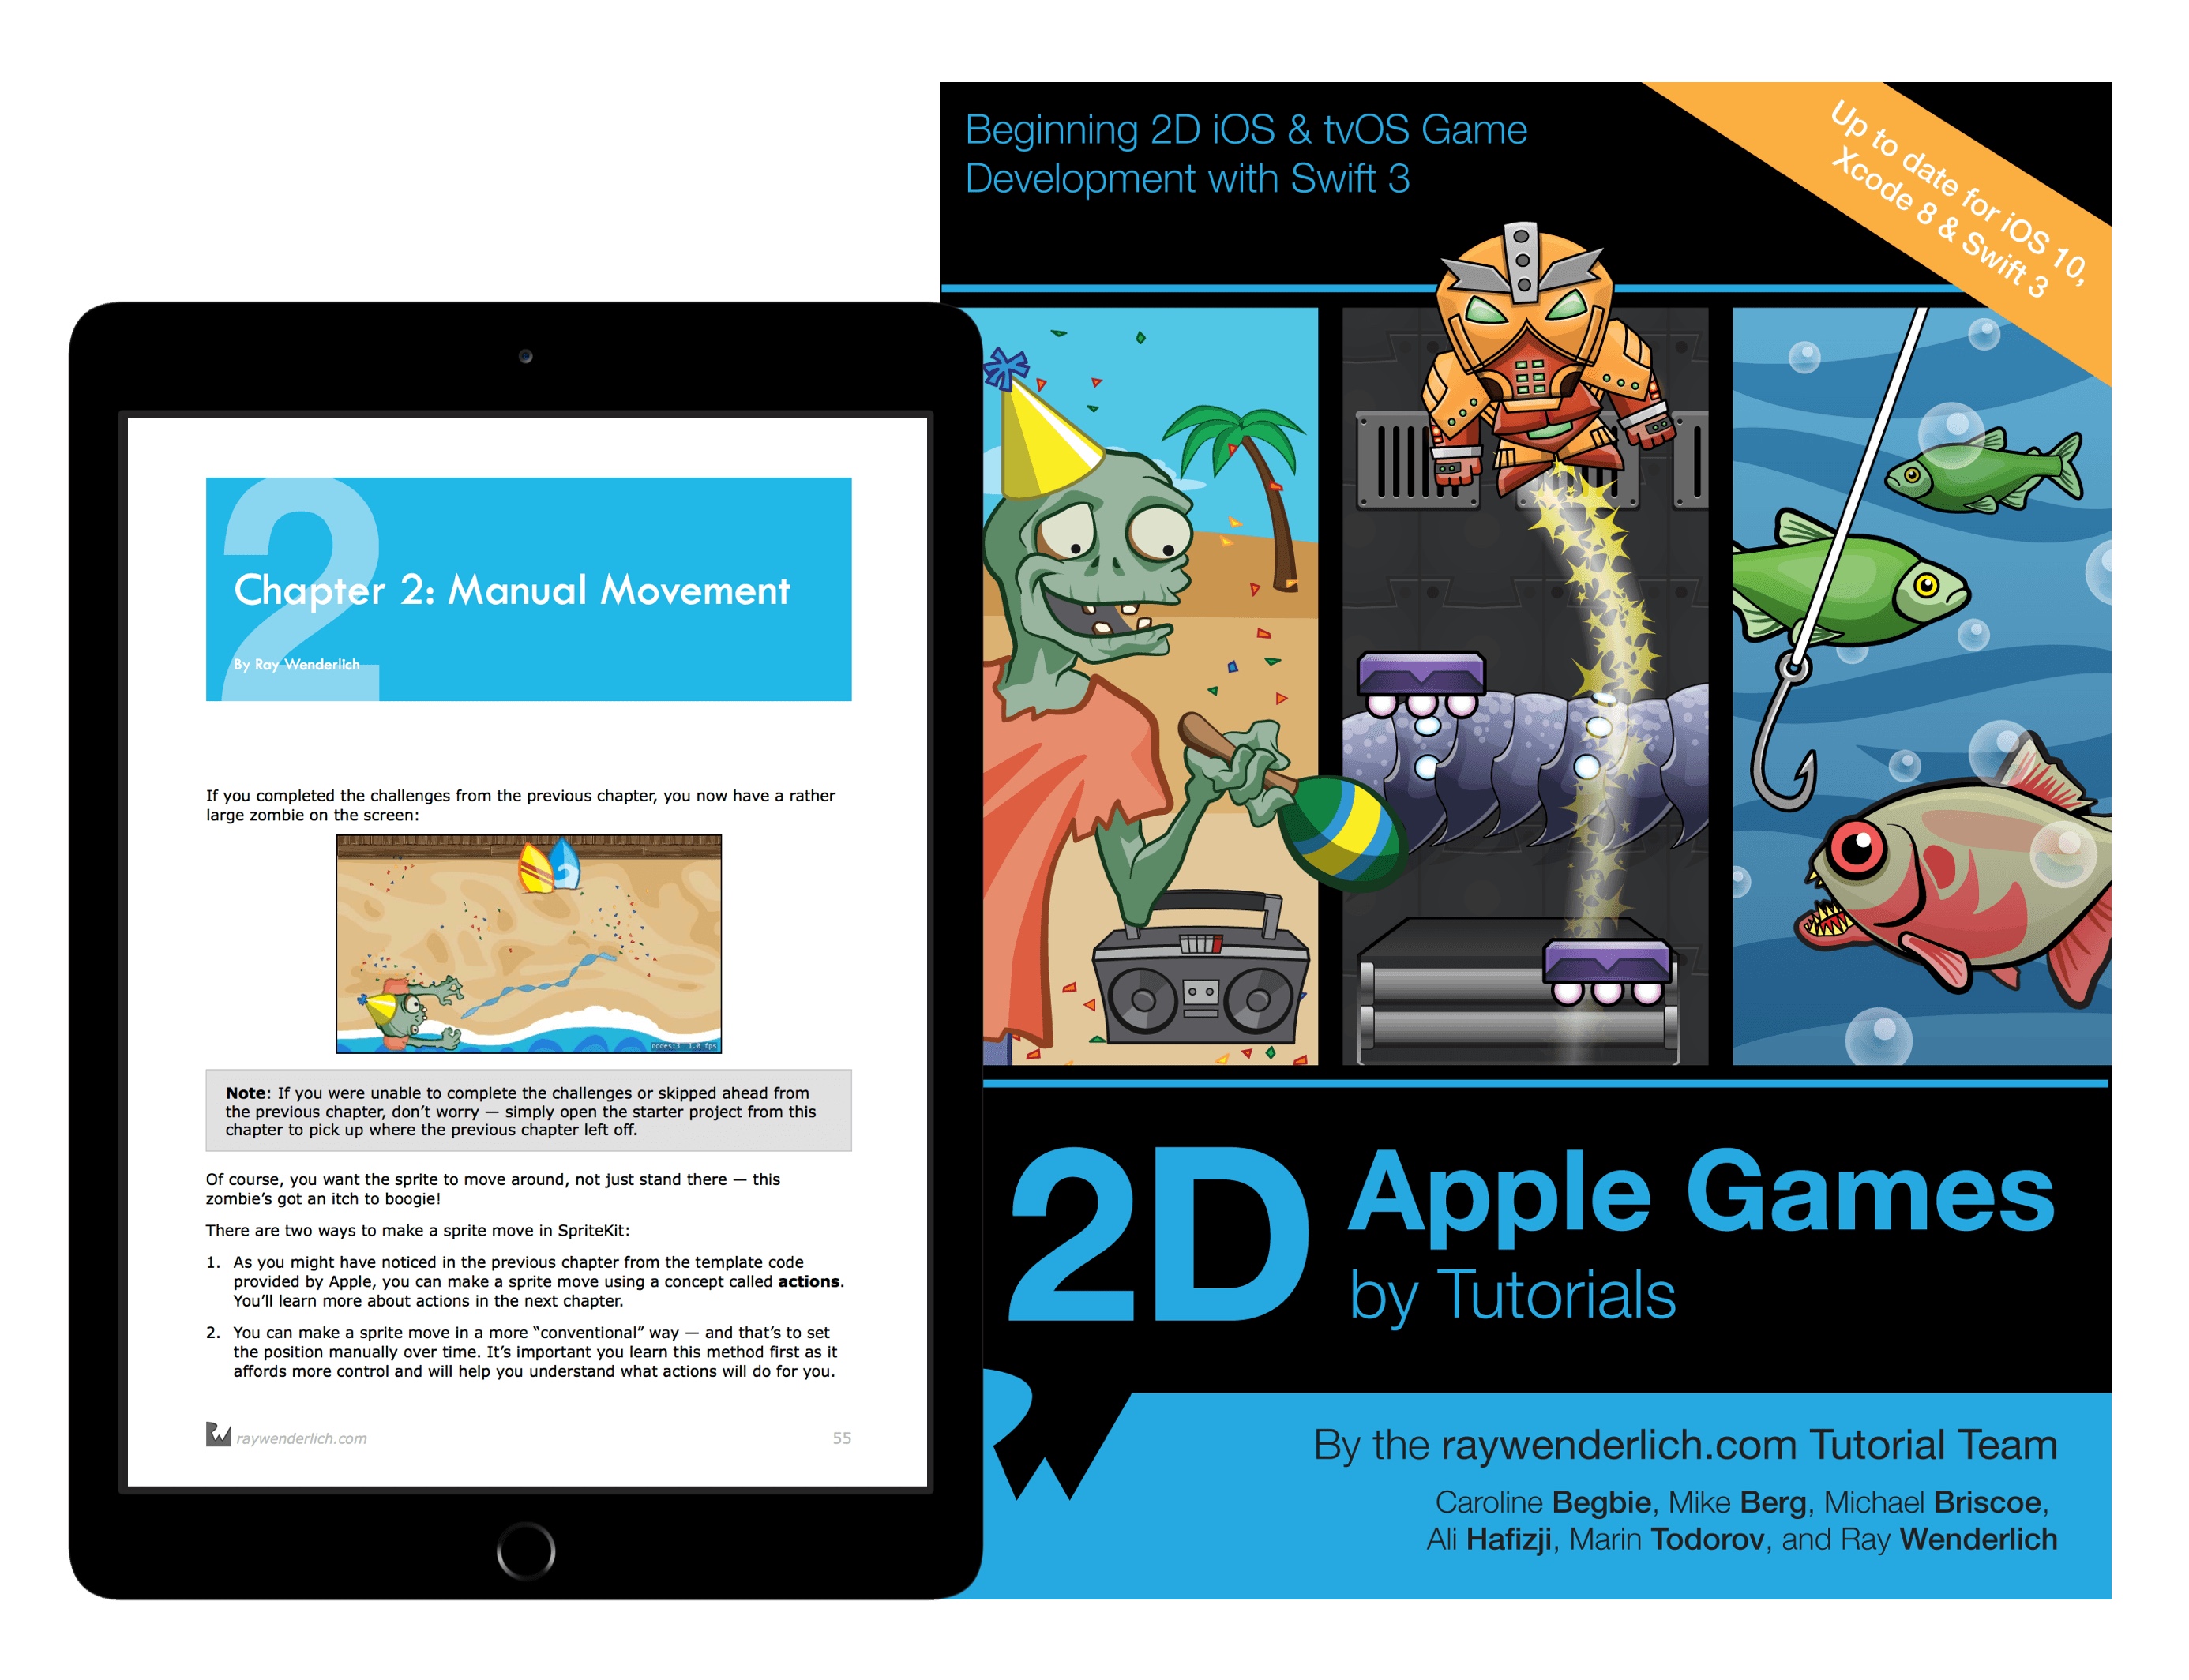 Beginning 2D iOS & tvOS Game
Development with Swift 3
Up to date for iOS 10,
Xcode 8 & Swift 3
2D Apple Games
by Tutorials
By the raywenderlich.com Tutorial Team
Caroline Begbie, Mike Berg, Michael Briscoe,
Ali Hafizji, Marin Todorov, and Ray Wenderlich
2
Chapter 2: Manual Movement
By Ray Wenderlich
If you completed the challenges from the previous chapter, you now have a rather
large zombie on the screen:
nodes:3 1.0 fps
Note: If you were unable to complete the challenges or skipped ahead from
the previous chapter, don’t worry — simply open the starter project from this
chapter to pick up where the previous chapter left off.
Of course, you want the sprite to move around, not just stand there — this
zombie’s got an itch to boogie!
There are two ways to make a sprite move in SpriteKit:
1. As you might have noticed in the previous chapter from the template code
provided by Apple, you can make a sprite move using a concept called actions.
You’ll learn more about actions in the next chapter.
2. You can make a sprite move in a more “conventional” way — and that’s to set
the position manually over time. It’s important you learn this method first as it
affords more control and will help you understand what actions will do for you.
raywenderlich.com 55